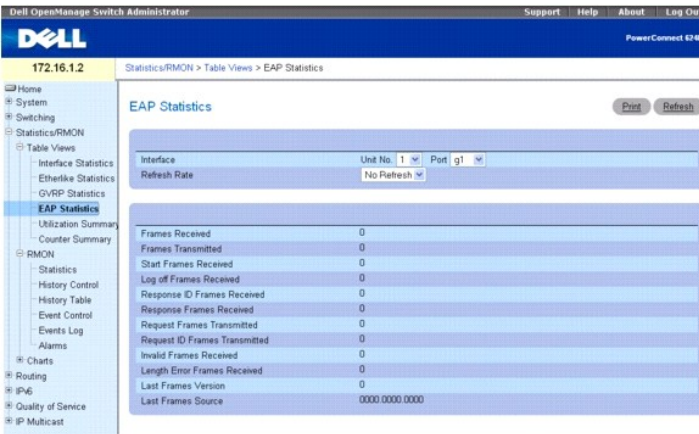 Dell OpenManage Switch Administrator
Support Help About Log Ou
DELL
PowerConnect 624
172.16.1.2
Statistics/RMON > Table Views > EAP Statistics
Home
System
Switching
Statistics/RMON
Table Views
Interface Statistics
Etherlike Statistics
GVRP Statistics
EAP Statistics
Utilization Summary
Counter Summary
RMON
Statistics
History Control
History Table
Event Control
Events Log
Alarms
Charts
Routing
IPv6
Quality of Service
IP Multicast
EAP Statistics
Print Refresh
Interface Unit No. 1 Port g1
Refresh Rate No Refresh
Frames Received 0
Frames Transmitted 0
Start Frames Received 0
Log off Frames Received 0
Response ID Frames Received 0
Response Frames Received 0
Request Frames Transmitted 0
Request ID Frames Transmitted 0
Invalid Frames Received 0
Length Error Frames Received 0
Last Frames Version 0
Last Frames Source 0000.0000.0000